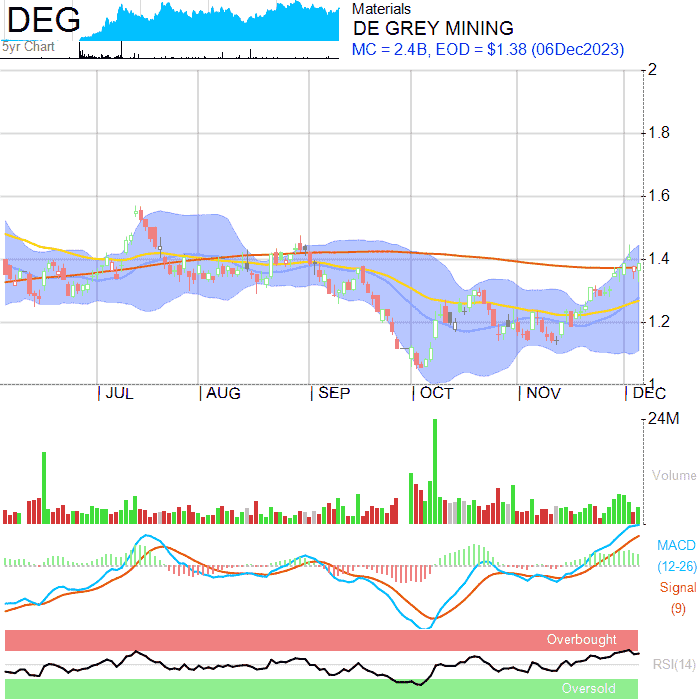 DEG
5yr Chart
Materials
DE GREY MINING
MC = 2.4B, EOD = $1.38 (06Dec2023)
2
1.8
1.6
1.4
1.2
1
JUL AUG SEP OCT NOV DEC
24M
Volume
MACD
(12-26)
Signal
(9)
Overbought
RSI(14)
Oversold